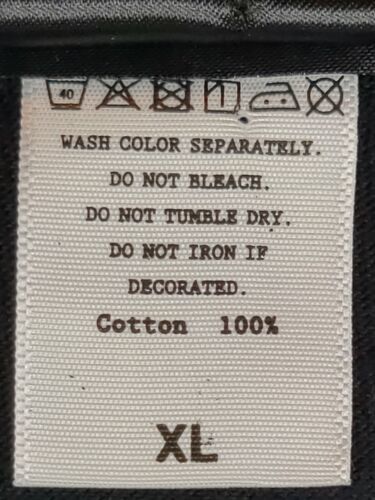 40
WASH COLOR SEPARATELY.
DO NOT BLEACH.
DO NOT TUMBLE DRY.
DO NOT IRON IF
DECORATED.
Cotton 100%
XL